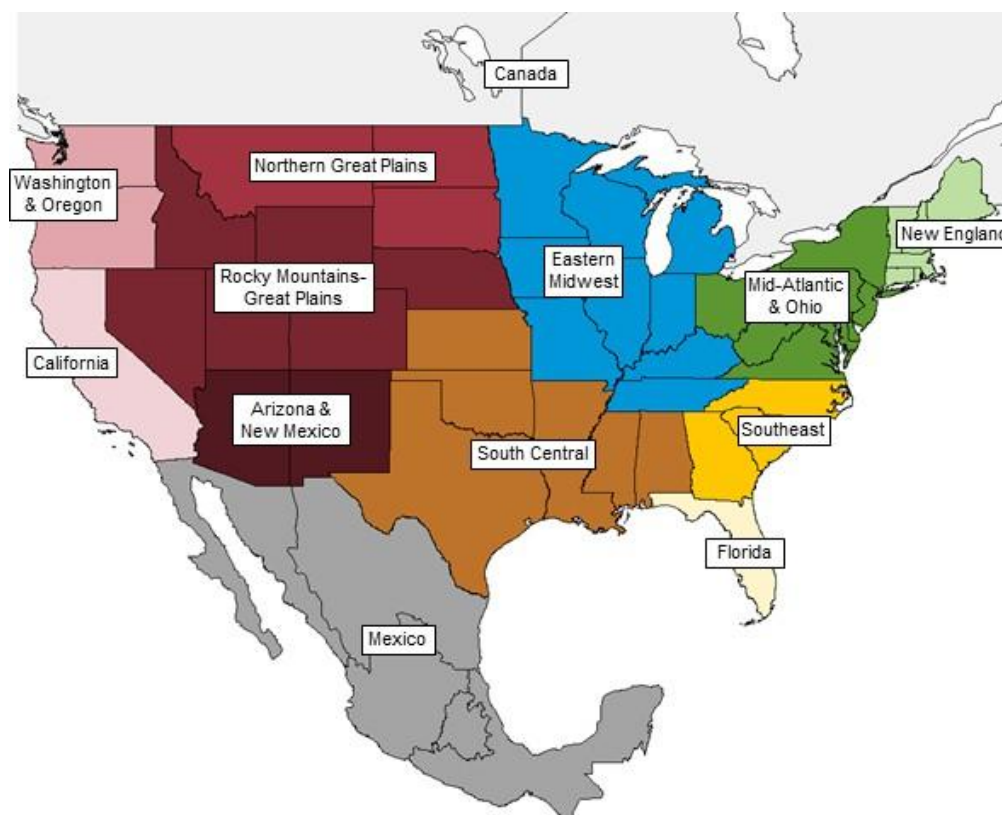 Canada
Northern Great Plains
Washington
& Oregon
New England
Eastern
Midwest
Rocky Mountains-
Great Plains
Mid-Atlantic
& Ohio
California
Arizona &
New Mexico
Southeast
South Central
Florida
Mexico